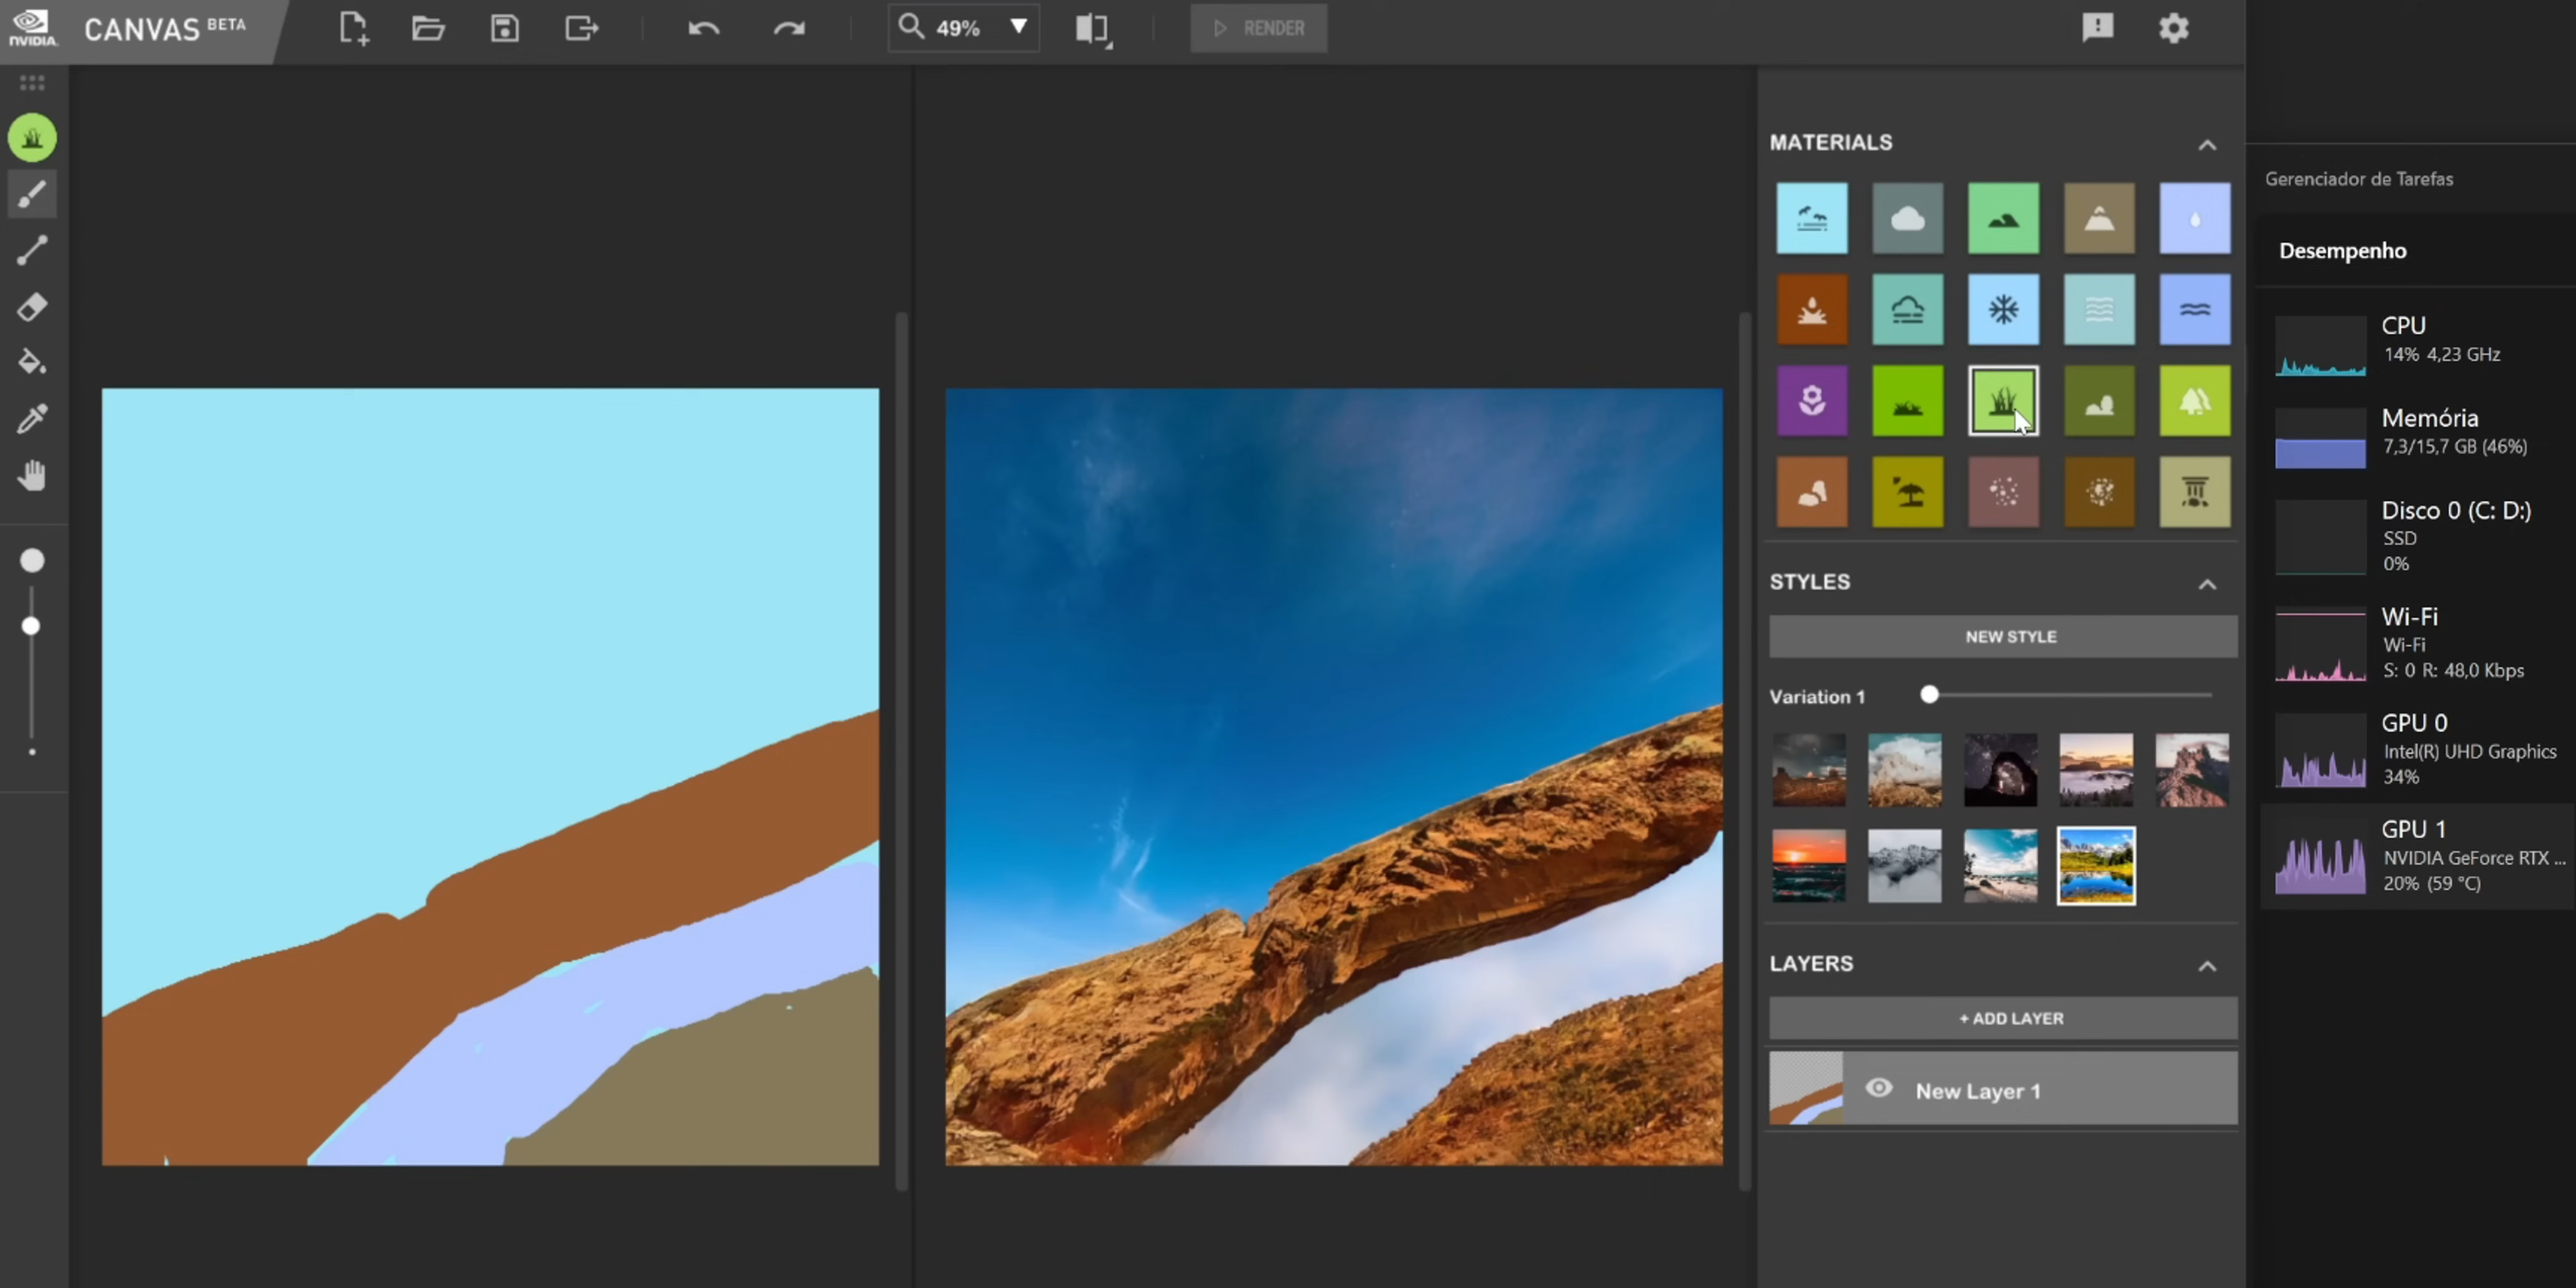 NVIDIA.
CANVAS BETA
49%
RENDER
MATERIALS
STYLES
NEW STYLE
Variation 1
LAYERS
+ ADD LAYER
New Layer 1
Gerenciador de Tarefas
Desempenho
CPU
14% 4,23 GHz
Memória
7,3/15,7 GB (46%)
Disco 0 (C: D:)
SSD
0%
Wi-Fi
Wi-Fi
S: 0 R: 48,0 Kbps
GPU 0
Intel(R) UHD Graphics
34%
GPU 1
NVIDIA GeForce RTX ...
20% (59 °C)